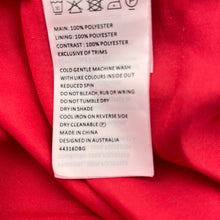 MAIN: 100% POLYESTER
LINING: 100% POLYESTER
CONTRAST: 100% POLYESTER
EXCLUSIVE OF TRIMS
COLD GENTLE MACHINE WASH
WITH LIKE COLOURS INSIDE OUT
REDUCED SPIN
DO NOT BLEACH, RUB OR WRING
DO NOT TUMBLE DRY
DRY IN SHADE
COOL IRON ON REVERSE SIDE
DRY CLEANABLE Ⓟ
MADE IN CHINA
DESIGNED IN AUSTRALIA
44316DBG